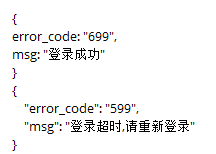 {
error_code: "699",
msg: "登录成功"
}
{
"error_code": "599",
"msg": "登录超时,请重新登录"
}